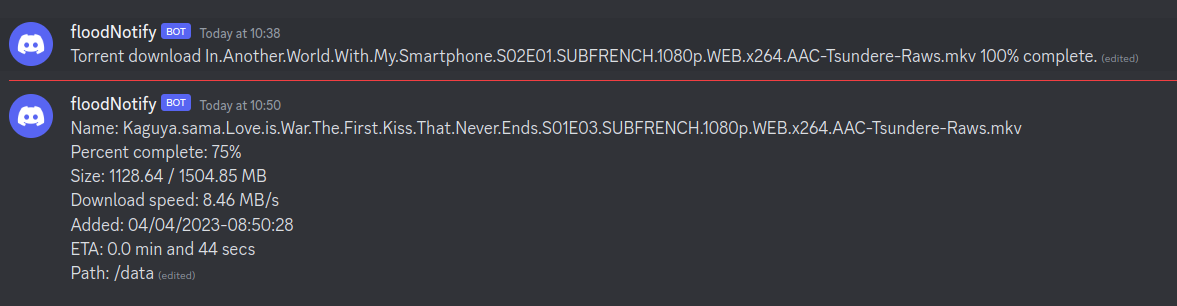 floodNotify BOT Today at 10:38
Torrent download In.Another.World.With.My.Smartphone.S02E01.SUBFRENCH.1080p.WEB.x264.AAC-Tsundere-Raws.mkv 100% complete. (edited)
floodNotify BOT Today at 10:50
Name: Kaguya.sama.Love.is.War.The.First.Kiss.That.Never.Ends.S01E03.SUBFRENCH.1080p.WEB.x264.AAC-Tsundere-Raws.mkv
Percent complete: 75%
Size: 1128.64 / 1504.85 MB
Download speed: 8.46 MB/s
Added: 04/04/2023-08:50:28
ETA: 0.0 min and 44 secs
Path: /data (edited)